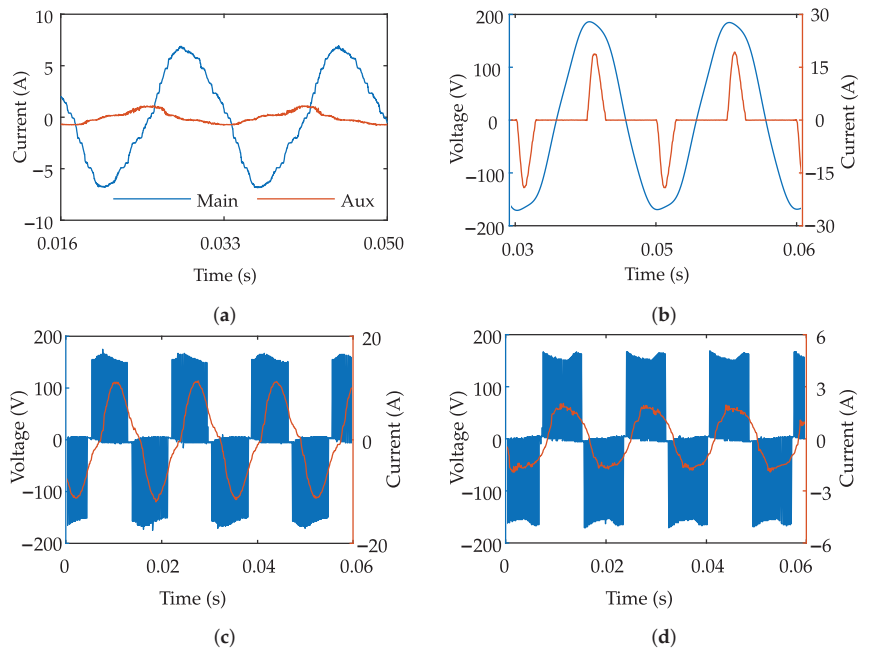 10
5
0
−5
−10
Current (A)
Main
Aux
0.016
0.033
0.050
Time (s)
(a)
200
100
0
−100
−200
Voltage (V)
30
15
0
−15
−30
Current (A)
0.03
0.05
0.06
Time (s)
(b)
200
100
0
−100
−200
Voltage (V)
20
0
−20
Current (A)
0
0.02
0.04
0.06
Time (s)
(c)
200
100
0
−100
−200
Voltage (V)
6
3
0
−3
−6
Current (A)
0
0.02
0.04
0.06
Time (s)
(d)